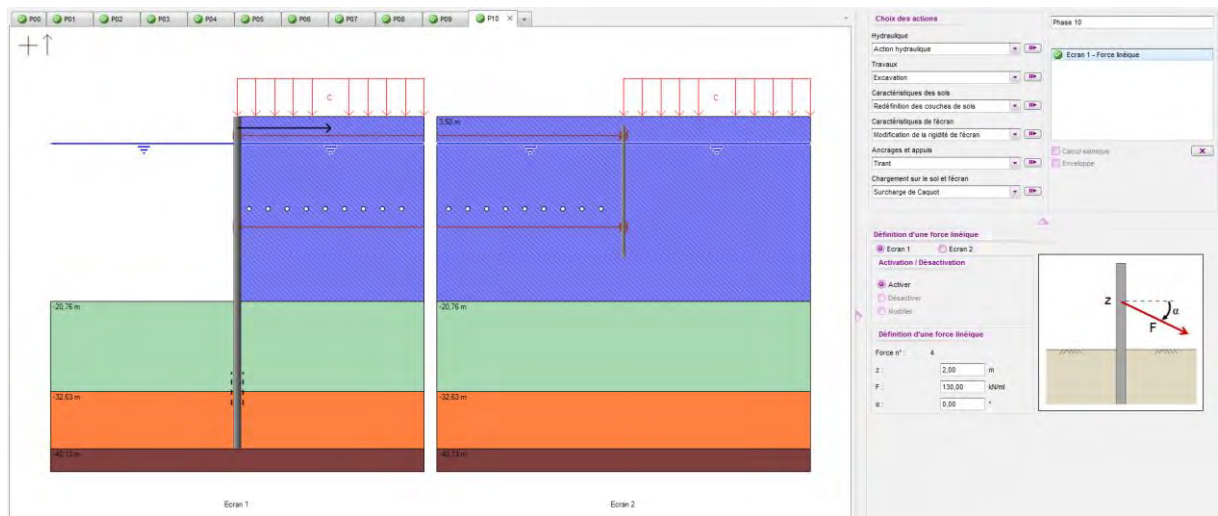 P00 P01 P02 P03 P04 P05 P06 P07 P08 P09 P10
C
C
3,50 m
-20,76 m
-20,76 m
-32,63 m
-32,63 m
-40,13 m
-40,13 m
Ecran 1
Ecran 2
Choix des actions
Hydraulique
Action hydraulique
Travaux
Excavation
Caractéristiques des sols
Redéfinition des couches de sols
Caractéristiques de l'écran
Modification de la rigidité de l'écran
Ancrages et appuis
Tirant
Chargement sur le sol et l'écran
Surcharge de Caquot
Phase 10
Ecran 1 - Force linéique
Calcul sismique
Enveloppe
Définition d'une force linéique
Ecran 1 Ecran 2
Activation / Désactivation
Activer
Désactiver
Modifier
Définition d'une force linéique
Force n° : 4
z : 2,00 m
F : 130,00 kN/ml
α : 0,00 °
z
α
F